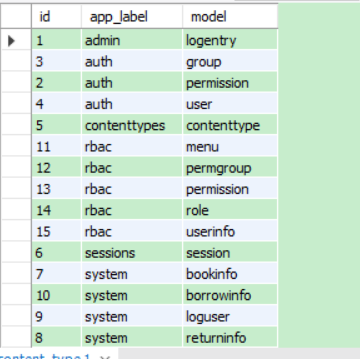 id app_label model
1 admin logentry
3 auth group
2 auth permission
4 auth user
5 contenttypes contenttype
11 rbac menu
12 rbac permgroup
13 rbac permission
14 rbac role
15 rbac userinfo
6 sessions session
7 system bookinfo
10 system borrowinfo
9 system loguser
8 system returninfo
content_type 1